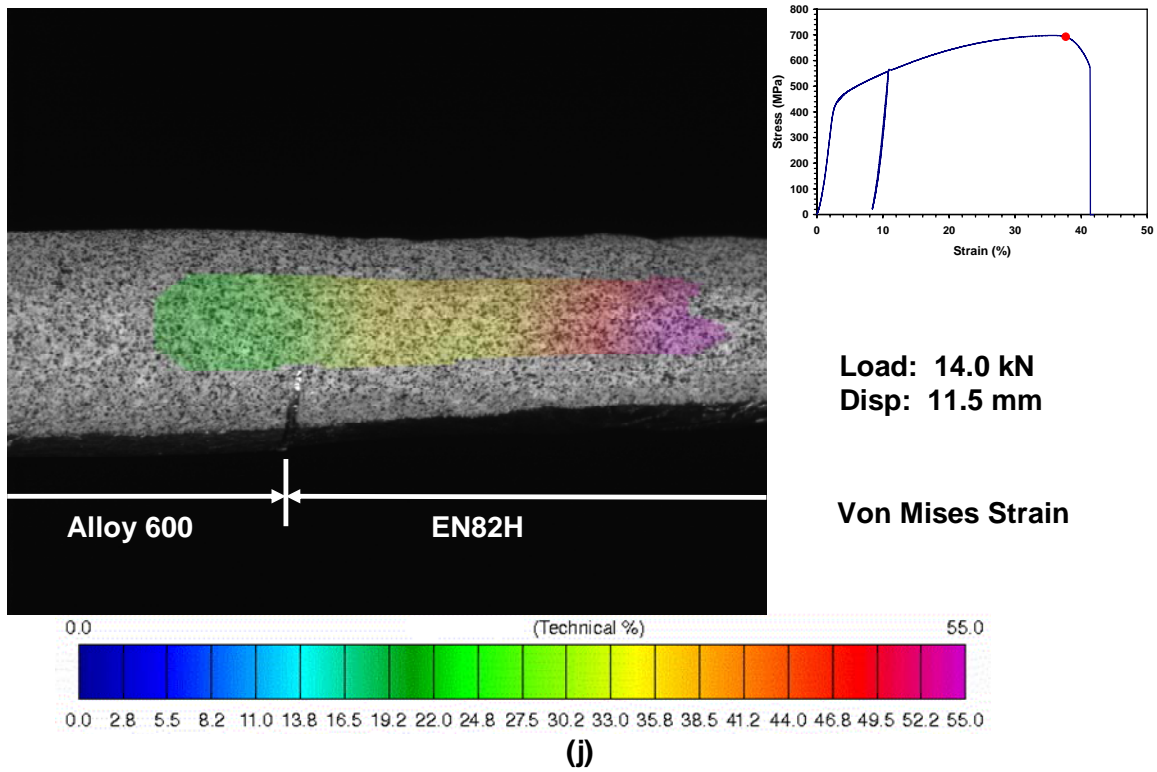 800
700
600
500
400
300
200
100
0
Stress (MPa)
0 10 20 30 40 50
Strain (%)
Load: 14.0 kN
Disp: 11.5 mm
Von Mises Strain
Alloy 600 EN82H
0.0 (Technical %) 55.0
0.0 2.8 5.5 8.2 11.0 13.8 16.5 19.2 22.0 24.8 27.5 30.2 33.0 35.8 38.5 41.2 44.0 46.8 49.5 52.2 55.0
(j)